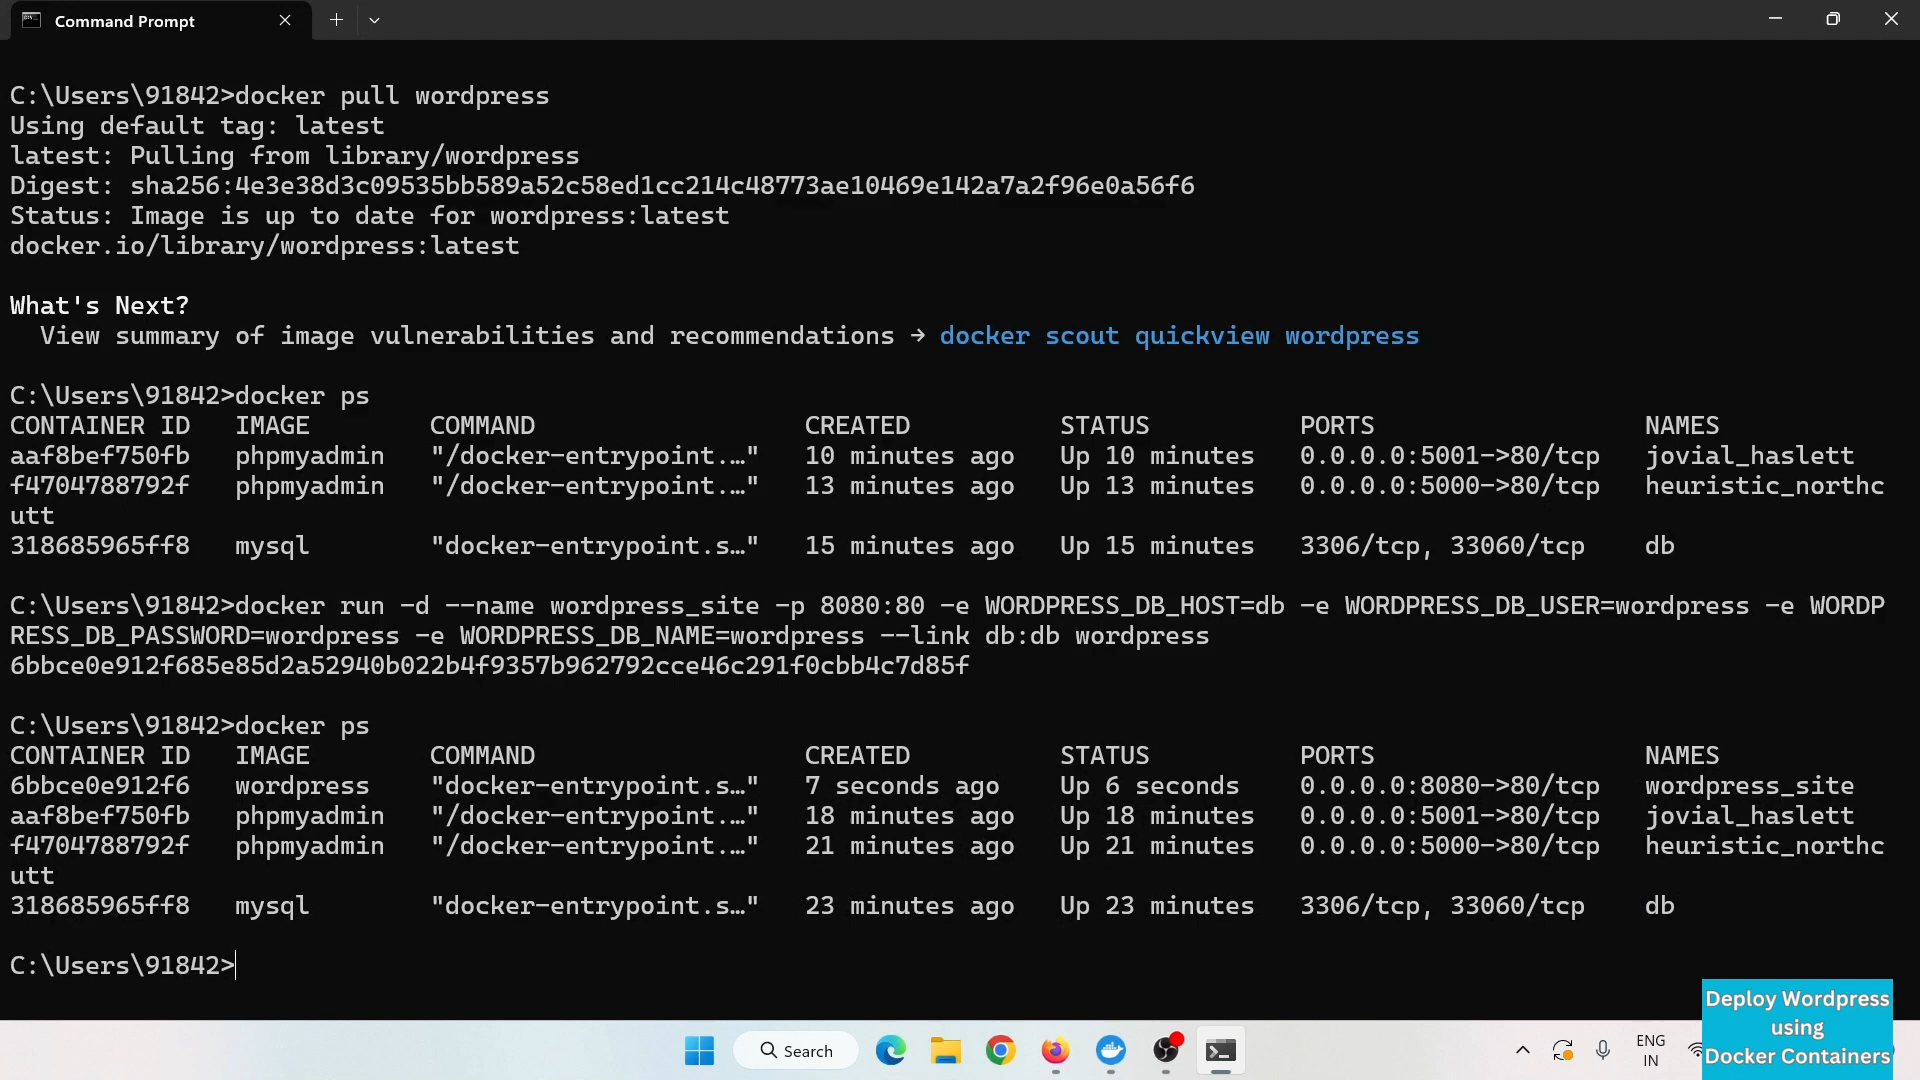 Command Prompt
C:\Users\91842>docker pull wordpress
Using default tag: latest
latest: Pulling from library/wordpress
Digest: sha256:4e3e38d3c09535bb589a52c58ed1cc214c48773ae10469e142a7a2f96e0a56f6
Status: Image is up to date for wordpress:latest
docker.io/library/wordpress:latest
What's Next?
View summary of image vulnerabilities and recommendations → docker scout quickview wordpress
C:\Users\91842>docker ps
CONTAINER ID IMAGE COMMAND CREATED STATUS PORTS NAMES
aaf8bef750fb phpmyadmin "/docker-entrypoint.…" 10 minutes ago Up 10 minutes 0.0.0.0:5001->80/tcp jovial_haslett
f4704788792f phpmyadmin "/docker-entrypoint.…" 13 minutes ago Up 13 minutes 0.0.0.0:5000->80/tcp heuristic_northc
utt
318685965ff8 mysql "docker-entrypoint.s…" 15 minutes ago Up 15 minutes 3306/tcp, 33060/tcp db
C:\Users\91842>docker run -d --name wordpress_site -p 8080:80 -e WORDPRESS_DB_HOST=db -e WORDPRESS_DB_USER=wordpress -e WORDP
RESS_DB_PASSWORD=wordpress -e WORDPRESS_DB_NAME=wordpress --link db:db wordpress
6bbce0e912f685e85d2a52940b022b4f9357b962792cce46c291f0cbb4c7d85f
C:\Users\91842>docker ps
CONTAINER ID IMAGE COMMAND CREATED STATUS PORTS NAMES
6bbce0e912f6 wordpress "docker-entrypoint.s…" 7 seconds ago Up 6 seconds 0.0.0.0:8080->80/tcp wordpress_site
aaf8bef750fb phpmyadmin "/docker-entrypoint.…" 18 minutes ago Up 18 minutes 0.0.0.0:5001->80/tcp jovial_haslett
f4704788792f phpmyadmin "/docker-entrypoint.…" 21 minutes ago Up 21 minutes 0.0.0.0:5000->80/tcp heuristic_northc
utt
318685965ff8 mysql "docker-entrypoint.s…" 23 minutes ago Up 23 minutes 3306/tcp, 33060/tcp db
C:\Users\91842>
Search
ENG
IN
Deploy Wordpress
using
Docker Containers